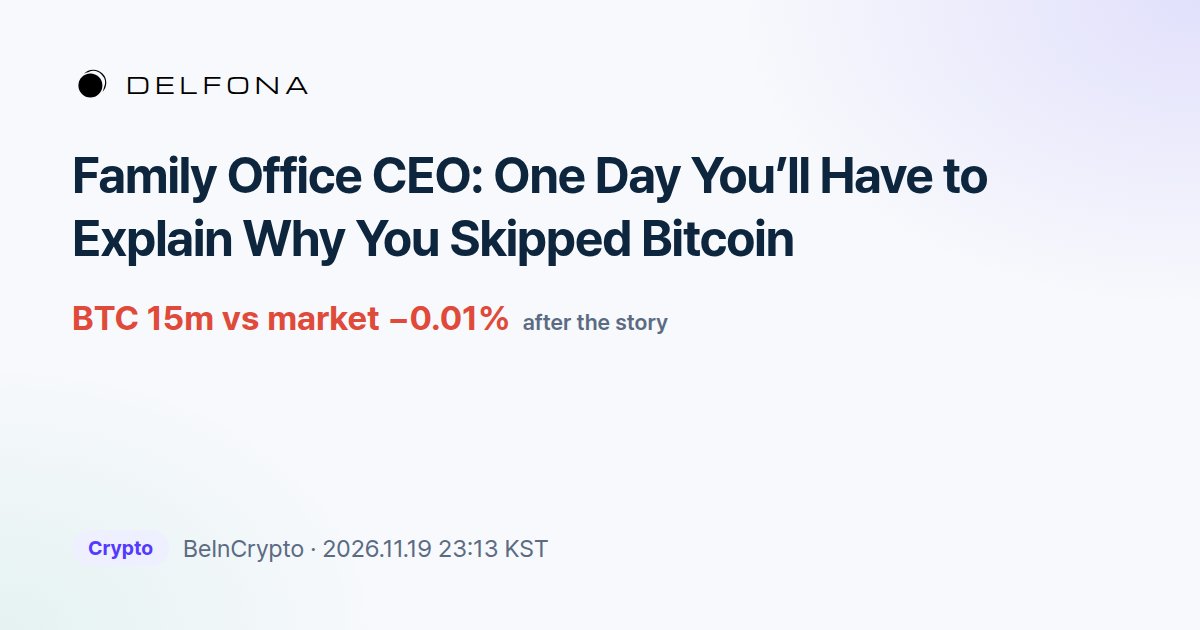 DELFONA
Family Office CEO: One Day You’ll Have to
Explain Why You Skipped Bitcoin
BTC 15m vs market −0.01% after the story
Crypto BeInCrypto · 2026.11.19 23:13 KST